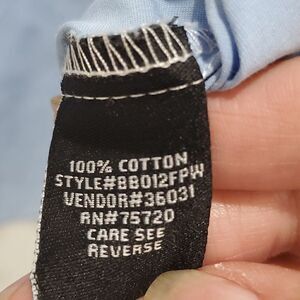 100% COTTON
STYLE#BB012FPW
VENDOR#36031
RN#75720
CARE SEE
REVERSE